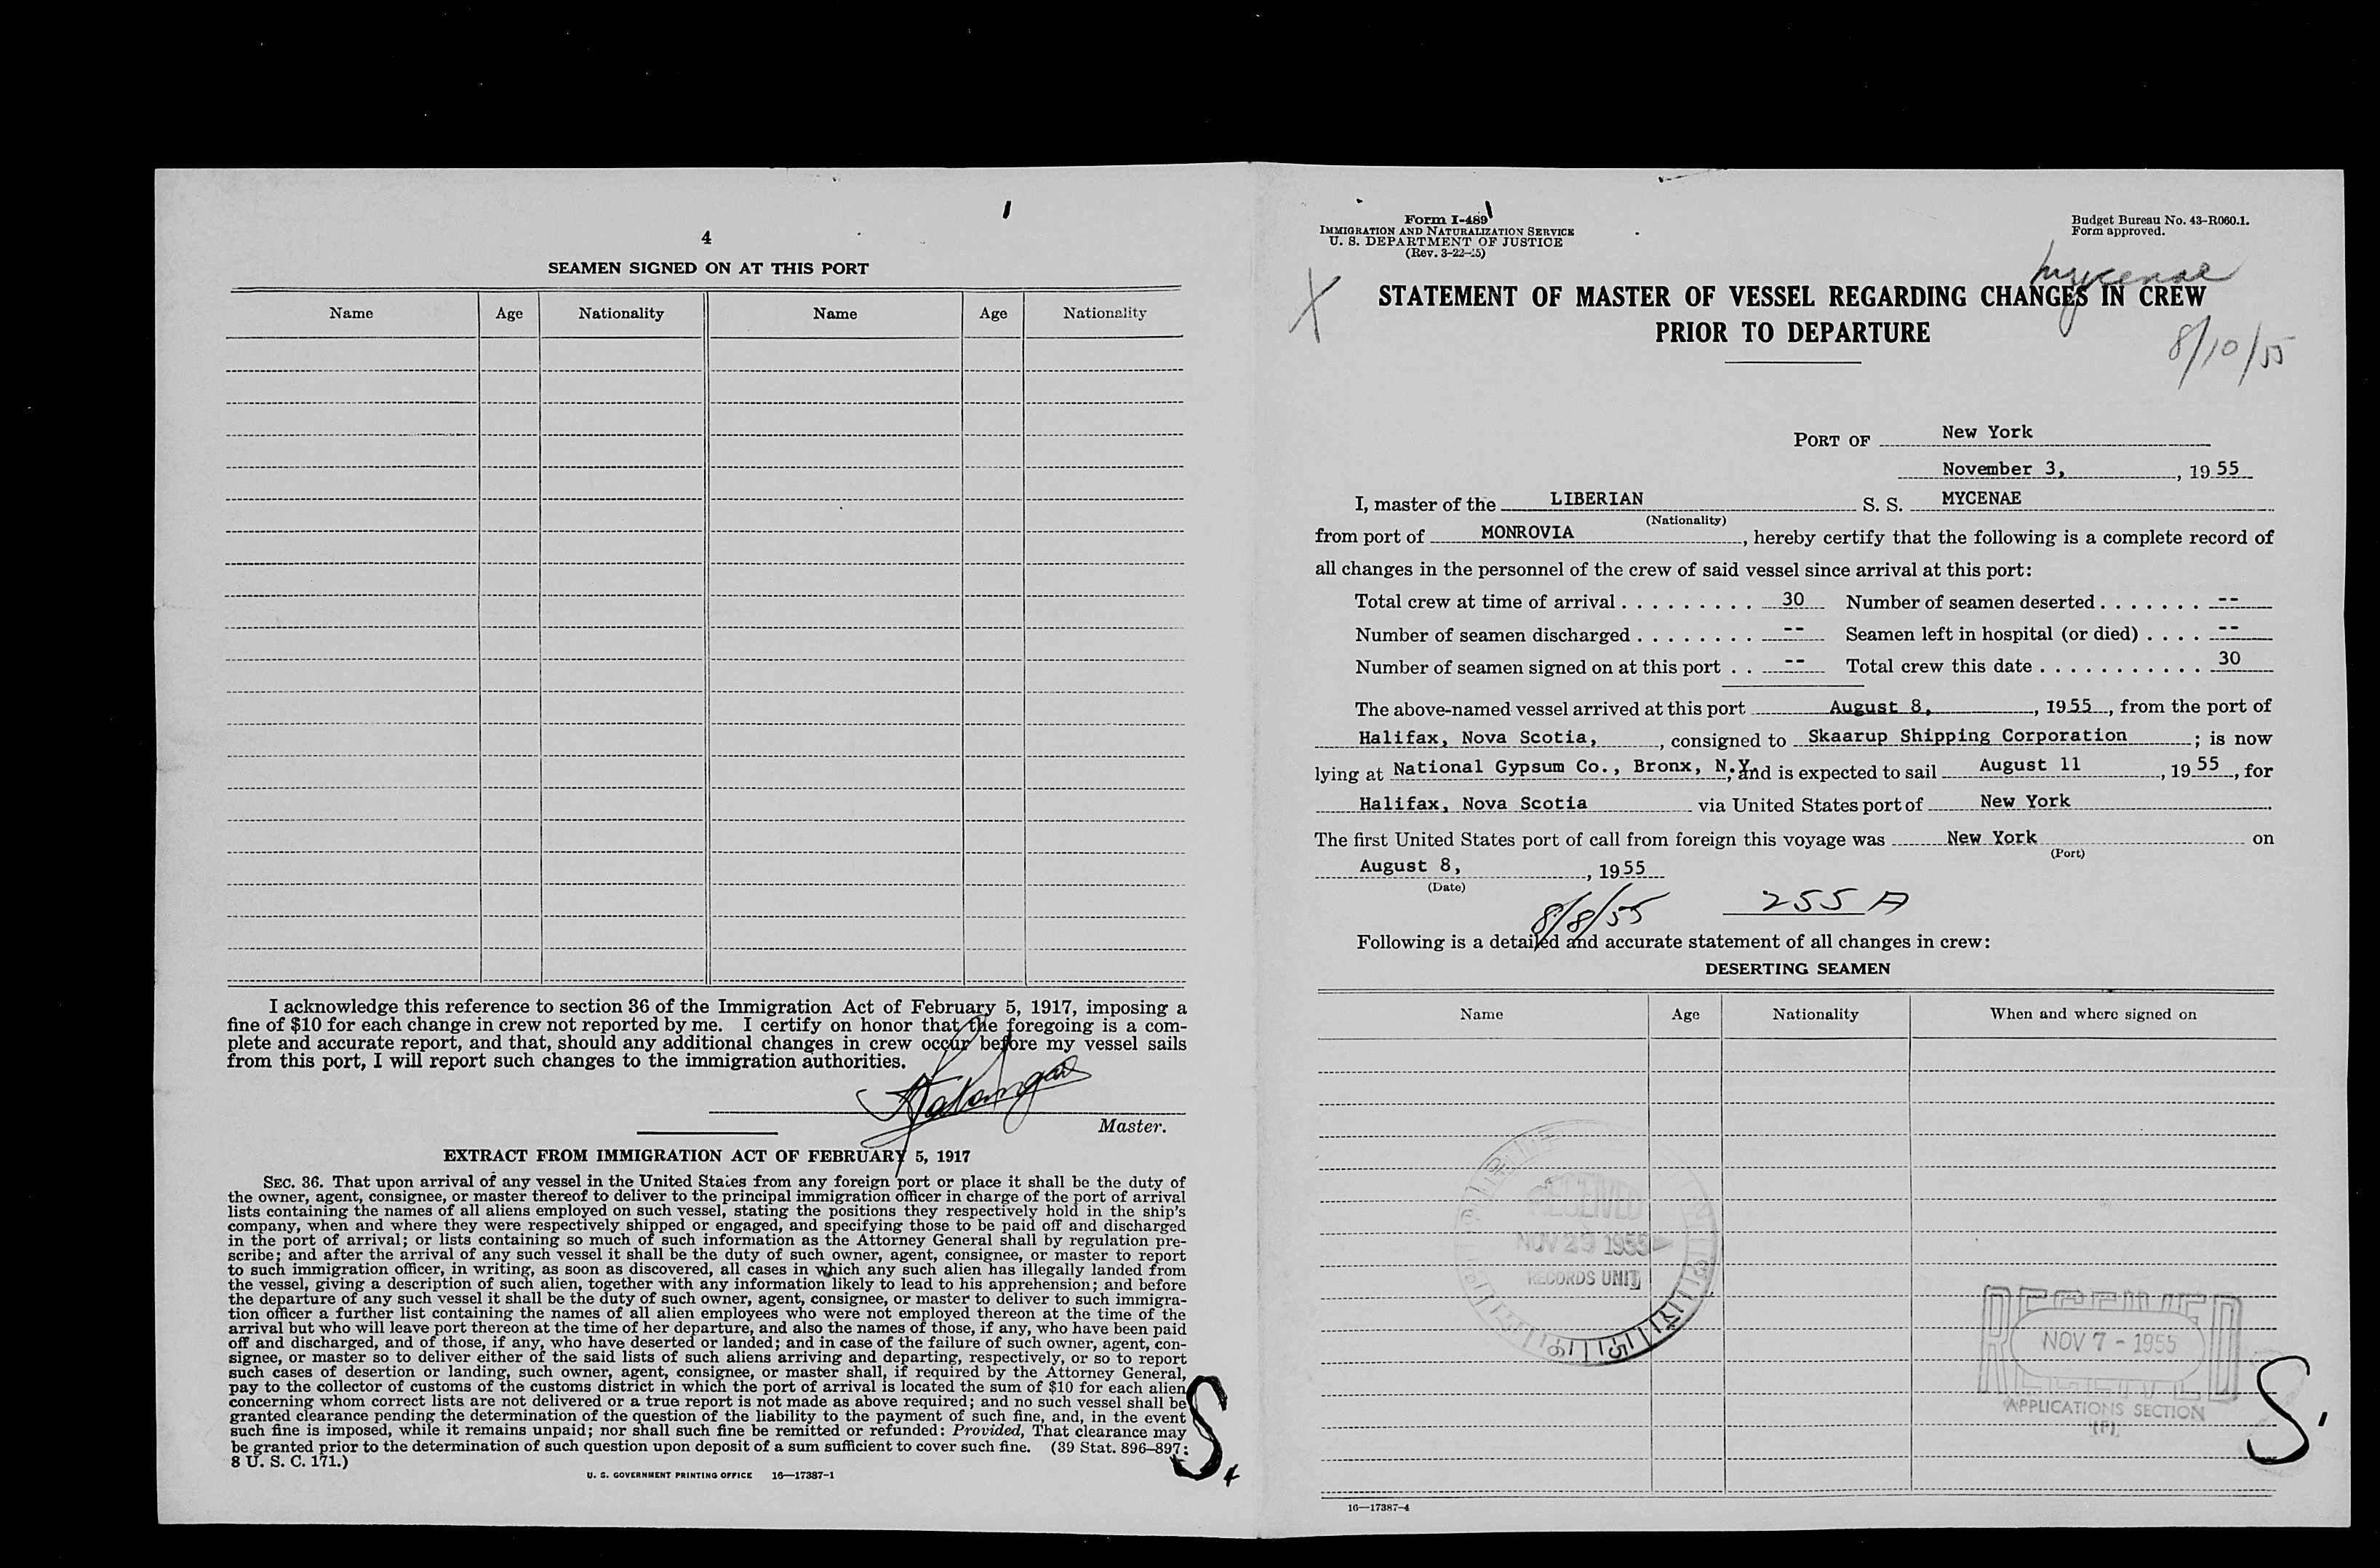 4
SEAMEN SIGNED ON AT THIS PORT
Name Age Nationality Name Age Nationality
I acknowledge this reference to section 36 of the Immigration Act of February 5, 1917, imposing a
fine of $10 for each change in crew not reported by me. I certify on honor that the foregoing is a com-
plete and accurate report, and that, should any additional changes in crew occur before my vessel sails
from this port, I will report such changes to the immigration authorities.
Master.
EXTRACT FROM IMMIGRATION ACT OF FEBRUARY 5, 1917
SEC. 36. That upon arrival of any vessel in the United States from any foreign port or place it shall be the duty of
the owner, agent, consignee, or master thereof to deliver to the principal immigration officer in charge of the port of arrival
lists containing the names of all aliens employed on such vessel, stating the positions they respectively hold in the ship's
company, when and where they were respectively shipped or engaged, and specifying those to be paid off and discharged
in the port of arrival; or lists containing so much of such information as the Attorney General shall by regulation pre-
scribe; and after the arrival of any such vessel it shall be the duty of such owner, agent, consignee, or master to report
to such immigration officer, in writing, as soon as discovered, all cases in which any such alien has illegally landed from
the vessel, giving a description of such alien, together with any information likely to lead to his apprehension; and before
the departure of any such vessel it shall be the duty of such owner, agent, consignee, or master to deliver to such immigra-
tion officer a further list containing the names of all alien employees who were not employed thereon at the time of the
arrival but who will leave port thereon at the time of her departure, and also the names of those, if any, who have been paid
off and discharged, and of those, if any, who have deserted or landed; and in case of the failure of such owner, agent, con-
signee, or master so to deliver either of the said lists of such aliens arriving and departing, respectively, or so to report
such cases of desertion or landing, such owner, agent, consignee, or master shall, if required by the Attorney General,
pay to the collector of customs of the customs district in which the port of arrival is located the sum of $10 for each alien
concerning whom correct lists are not delivered or a true report is not made as above required; and no such vessel shall be
granted clearance pending the determination of the question of the liability to the payment of such fine, and, in the event
such fine is imposed, while it remains unpaid; nor shall such fine be remitted or refunded: Provided, That clearance may
be granted prior to the determination of such question upon deposit of a sum sufficient to cover such fine. (39 Stat. 896–897;
8 U. S. C. 171.)
U. S. GOVERNMENT PRINTING OFFICE 16—17387-1
S.
Form I-489
IMMIGRATION AND NATURALIZATION SERVICE
U. S. DEPARTMENT OF JUSTICE
(Rev. 3-22-45)
Budget Bureau No. 43-R060.1.
Form approved.
Mycenae
X
STATEMENT OF MASTER OF VESSEL REGARDING CHANGES IN CREW
PRIOR TO DEPARTURE
8/10/55
PORT OF New York
November 3, , 1955
I, master of the LIBERIAN S. S. MYCENAE
(Nationality)
from port of MONROVIA , hereby certify that the following is a complete record of
all changes in the personnel of the crew of said vessel since arrival at this port:
Total crew at time of arrival . . . . . . . . . 30 Number of seamen deserted . . . . . . . --
Number of seamen discharged . . . . . . . . -- Seamen left in hospital (or died) . . . . --
Number of seamen signed on at this port . . -- Total crew this date . . . . . . . . . . . 30
The above-named vessel arrived at this port August 8, , 1955 , from the port of
Halifax, Nova Scotia, , consigned to Skaarup Shipping Corporation ; is now
lying at National Gypsum Co., Bronx, N.Y. , and is expected to sail August 11 , 1955 , for
Halifax, Nova Scotia via United States port of New York .
The first United States port of call from foreign this voyage was New York on
(Port)
August 8, , 1955
(Date)
8/8/55 255 A
Following is a detailed and accurate statement of all changes in crew:
DESERTING SEAMEN
Name Age Nationality When and where signed on
RECEIVED
NOV 29 1955
RECORDS UNIT
RECEIVED
NOV 7 - 1955
APPLICATIONS SECTION
S.
16—17387-4